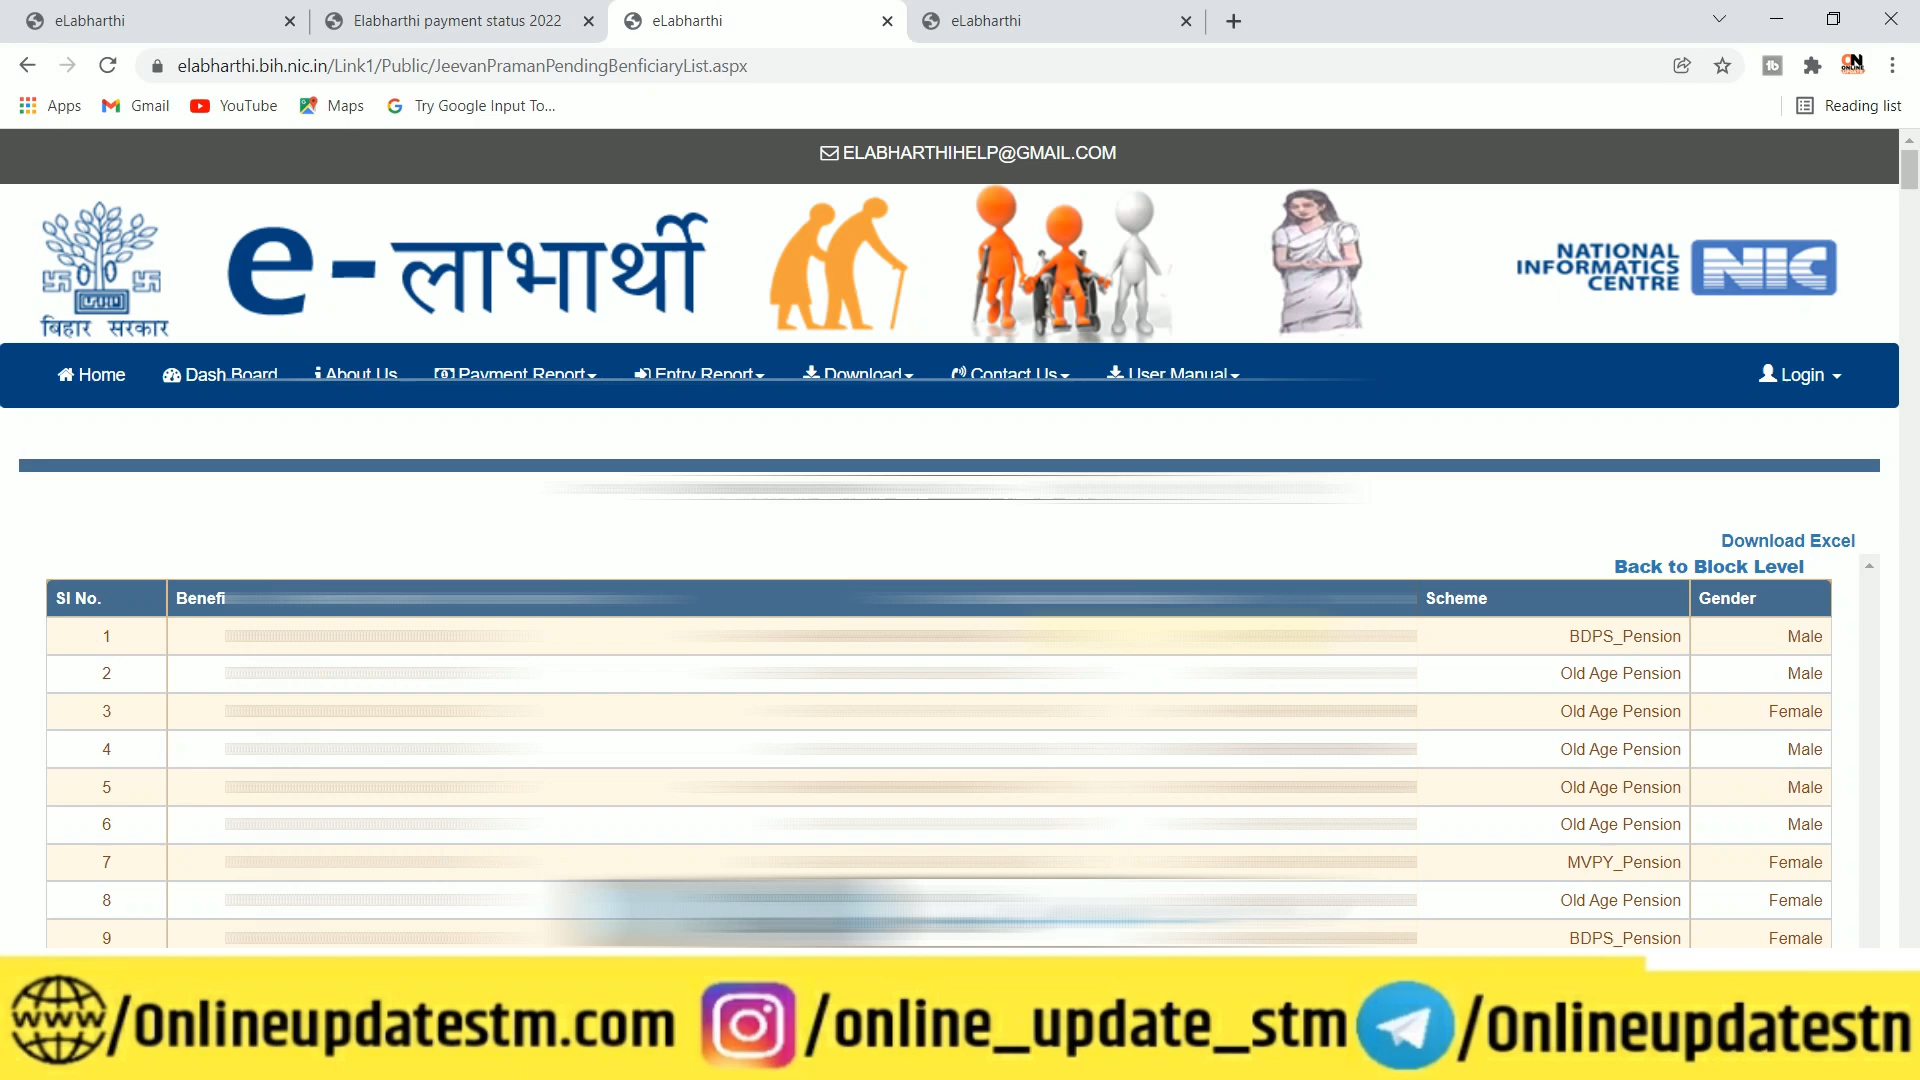 eLabharthi
Elabharthi payment status 2022
eLabharthi
eLabharthi
elabharthi.bih.nic.in/Link1/Public/JeevanPramanPendingBenficiaryList.aspx
Apps
Gmail
YouTube
Maps
Try Google Input To...
Reading list
ELABHARTHIHELP@GMAIL.COM
बिहार सरकार
e-लाभार्थी
NATIONAL
INFORMATICS
CENTRE
NIC
Home
Dash Board
About Us
Payment Report
Entry Report
Download
Contact Us
User Manual
Login
Download Excel
Back to Block Level
Sl No. Benefi Scheme Gender
1 BDPS_Pension Male
2 Old Age Pension Male
3 Old Age Pension Female
4 Old Age Pension Male
5 Old Age Pension Male
6 Old Age Pension Male
7 MVPY_Pension Female
8 Old Age Pension Female
9 BDPS_Pension Female
www/Onlineupdatestm.com
/online_update_stm
/Onlineupdatestn